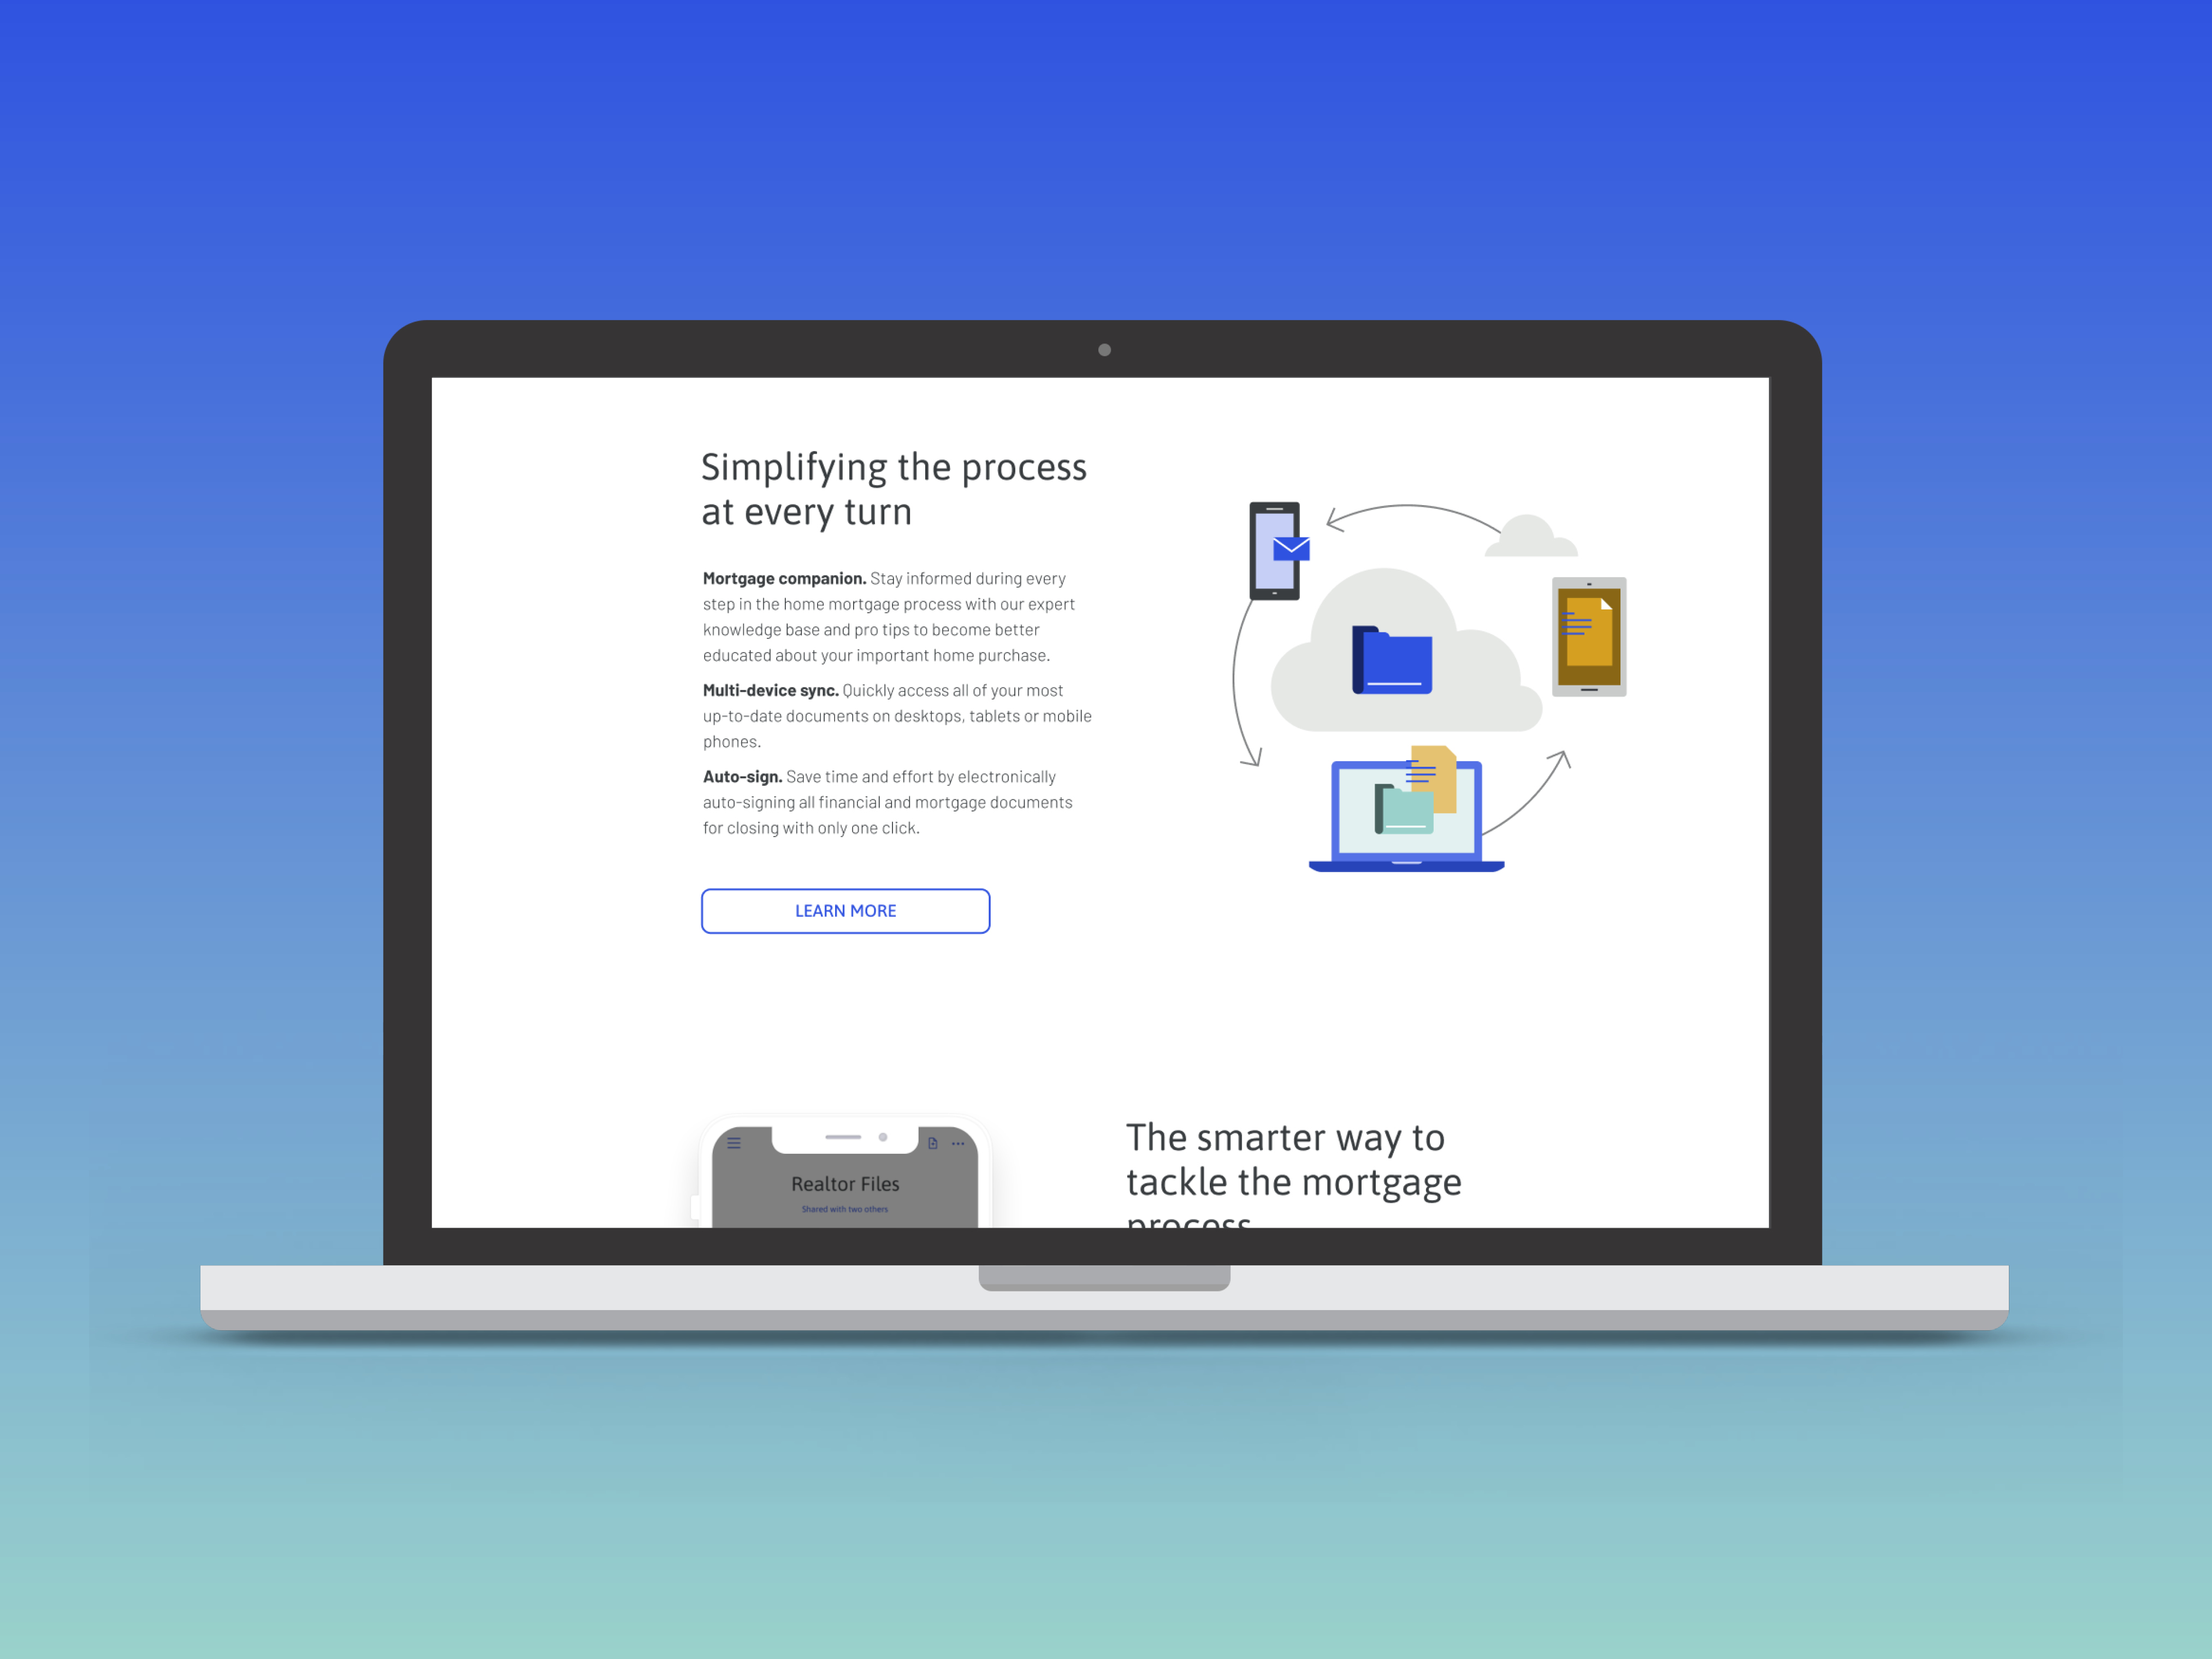 Simplifying the process
at every turn
Mortgage companion. Stay informed during every
step in the home mortgage process with our expert
knowledge base and pro tips to become better
educated about your important home purchase.
Multi-device sync. Quickly access all of your most
up-to-date documents on desktops, tablets or mobile
phones.
Auto-sign. Save time and effort by electronically
auto-signing all financial and mortgage documents
for closing with only one click.
LEARN MORE
Realtor Files
Shared with two others
The smarter way to
tackle the mortgage
process